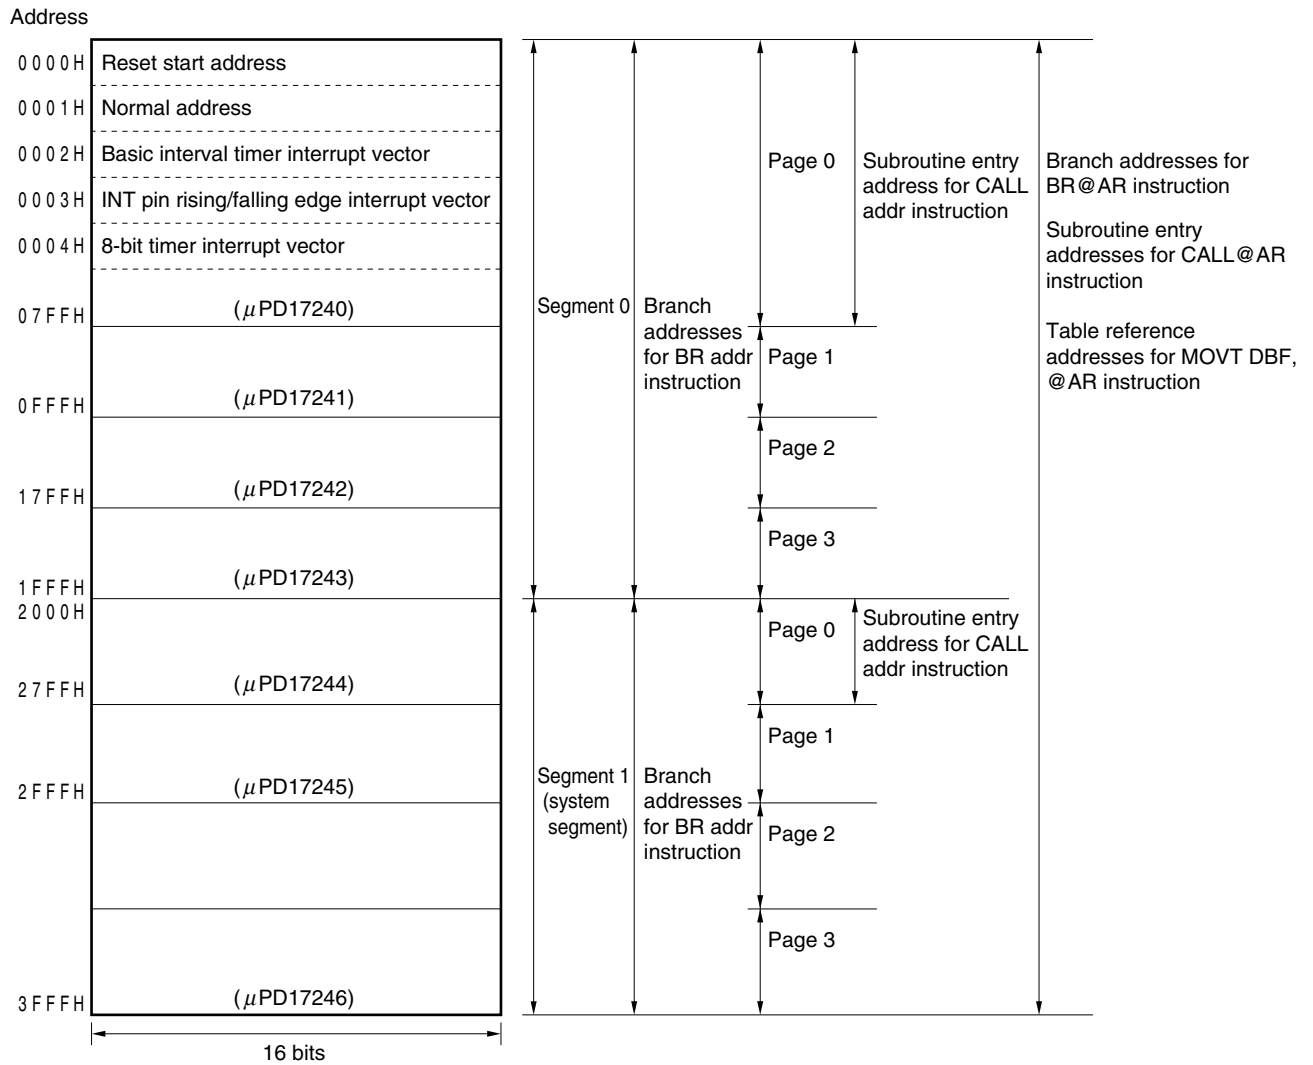 Address
0000H Reset start address
0001H Normal address
0002H Basic interval timer interrupt vector
0003H INT pin rising/falling edge interrupt vector
0004H 8-bit timer interrupt vector
07FFH (μPD17240)
0FFFH (μPD17241)
17FFH (μPD17242)
1FFFH (μPD17243)
2000H
27FFH (μPD17244)
2FFFH (μPD17245)
3FFFH (μPD17246)
16 bits
Segment 0
Branch
addresses
for BR addr
instruction
Page 0
Page 1
Page 2
Page 3
Subroutine entry
address for CALL
addr instruction
Segment 1
(system
segment)
Branch
addresses
for BR addr
instruction
Page 0
Page 1
Page 2
Page 3
Subroutine entry
address for CALL
addr instruction
Branch addresses for
BR@AR instruction
Subroutine entry
addresses for CALL@AR
instruction
Table reference
addresses for MOVT DBF,
@AR instruction